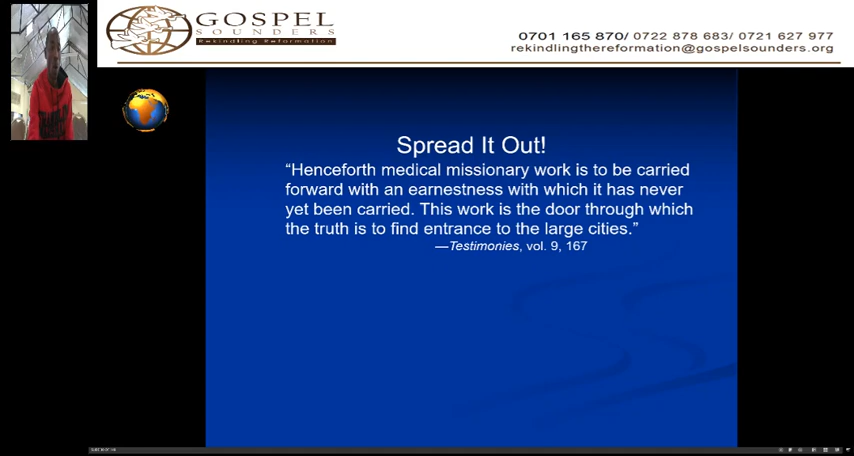 GOSPEL
SOUNDERS
Rekindling Reformation
0701 165 870/ 0722 878 683/ 0721 627 977
rekindlingthereformation@gospelsounders.org
Spread It Out!
“Henceforth medical missionary work is to be carried
forward with an earnestness with which it has never
yet been carried. This work is the door through which
the truth is to find entrance to the large cities.”
—Testimonies, vol. 9, 167